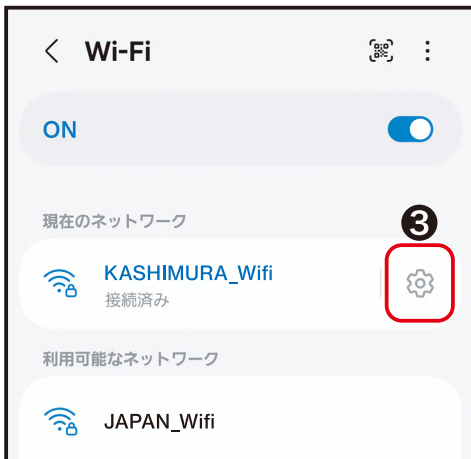 Wi-Fi
ON
現在のネットワーク
❸
KASHIMURA_Wifi
接続済み
利用可能なネットワーク
JAPAN_Wifi